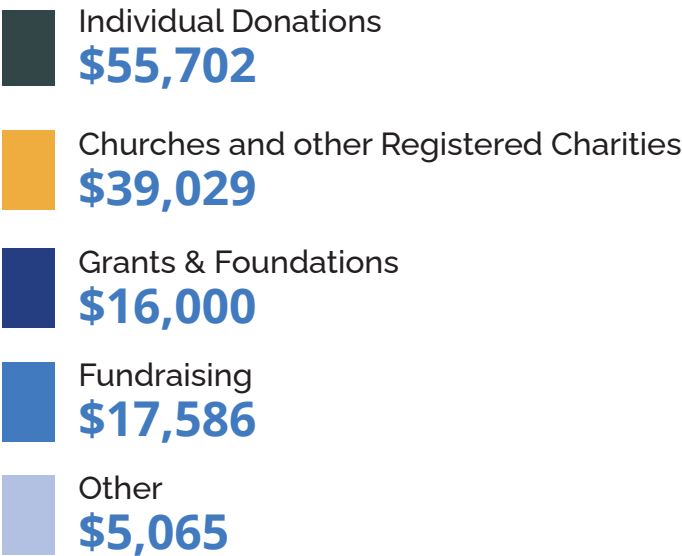 Individual Donations
$55,702
Churches and other Registered Charities
$39,029
Grants & Foundations
$16,000
Fundraising
$17,586
Other
$5,065